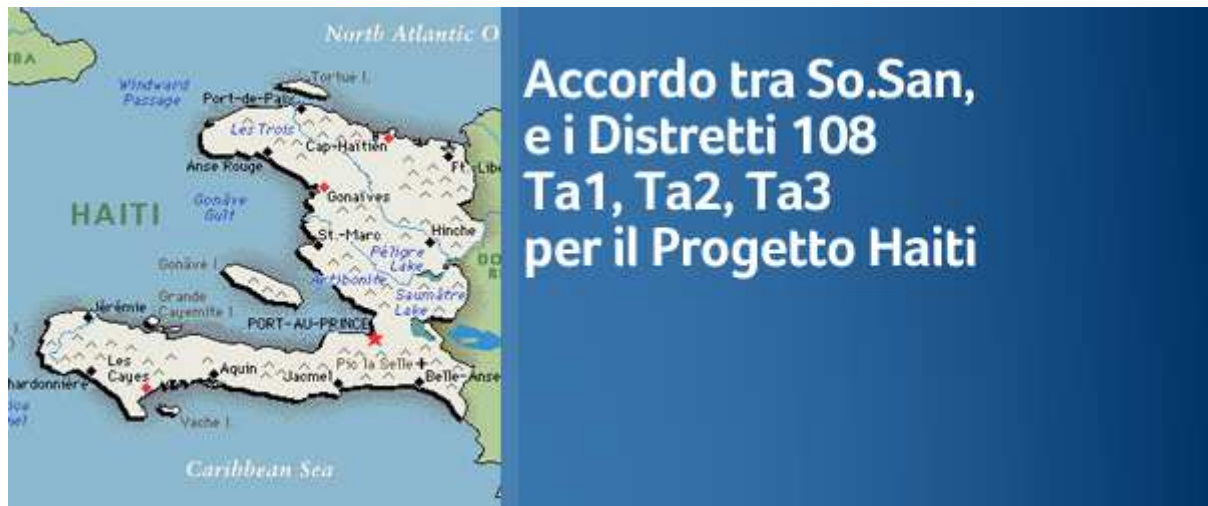 North Atlantic O
UBA
Windward
Passage
Tortue I.
Port-de-Paix
Les Trois
Cap-Haïtien
Anse Rouge
Ft.-Libe
Gonaïves
HAITI
Gonâve
Gulf
St.-Marc
Hinche
Péligre
Lake
Gonâve I.
Artibonite
Saumâtre
Lake
Jérémie
Grande
Cayemite I.
PORT-AU-PRINCE
Les
Cayes
Aquin
Jacmel
Pic la Selle
Belle-Anse
hardonnière
Vache I.
Caribbean Sea
Accordo tra So.San,
e i Distretti 108
Ta1, Ta2, Ta3
per il Progetto Haiti